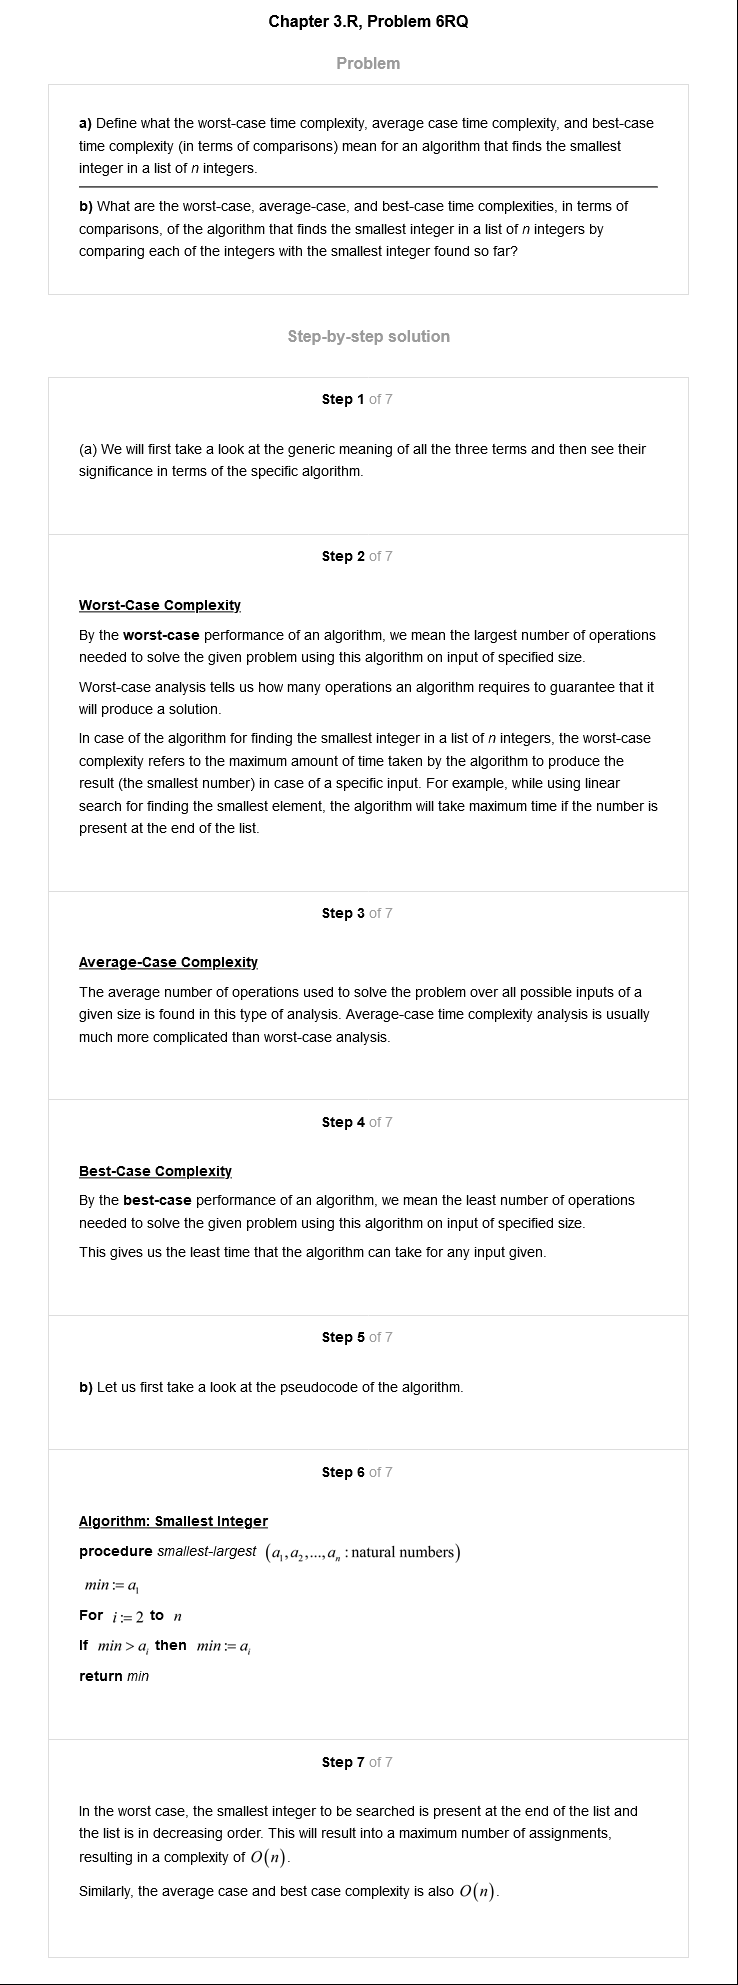 Chapter 3.R, Problem 6RQ
Problem
a) Define what the worst-case time complexity, average case time complexity, and best-case
time complexity (in terms of comparisons) mean for an algorithm that finds the smallest
integer in a list of n integers.
b) What are the worst-case, average-case, and best-case time complexities, in terms of
comparisons, of the algorithm that finds the smallest integer in a list of n integers by
comparing each of the integers with the smallest integer found so far?
Step-by-step solution
Step 1 of 7
(a) We will first take a look at the generic meaning of all the three terms and then see their
significance in terms of the specific algorithm.
Step 2 of 7
Worst-Case Complexity
By the worst-case performance of an algorithm, we mean the largest number of operations
needed to solve the given problem using this algorithm on input of specified size.
Worst-case analysis tells us how many operations an algorithm requires to guarantee that it
will produce a solution.
In case of the algorithm for finding the smallest integer in a list of n integers, the worst-case
complexity refers to the maximum amount of time taken by the algorithm to produce the
result (the smallest number) in case of a specific input. For example, while using linear
search for finding the smallest element, the algorithm will take maximum time if the number is
present at the end of the list.
Step 3 of 7
Average-Case Complexity
The average number of operations used to solve the problem over all possible inputs of a
given size is found in this type of analysis. Average-case time complexity analysis is usually
much more complicated than worst-case analysis.
Step 4 of 7
Best-Case Complexity
By the best-case performance of an algorithm, we mean the least number of operations
needed to solve the given problem using this algorithm on input of specified size.
This gives us the least time that the algorithm can take for any input given.
Step 5 of 7
b) Let us first take a look at the pseudocode of the algorithm.
Step 6 of 7
Algorithm: Smallest Integer
procedure smallest-largest (a₁, a₂,..., aₙ : natural numbers)
min := a₁
For i := 2 to n
If min > aᵢ then min := aᵢ
return min
Step 7 of 7
In the worst case, the smallest integer to be searched is present at the end of the list and
the list is in decreasing order. This will result into a maximum number of assignments,
resulting in a complexity of O(n).
Similarly, the average case and best case complexity is also O(n).